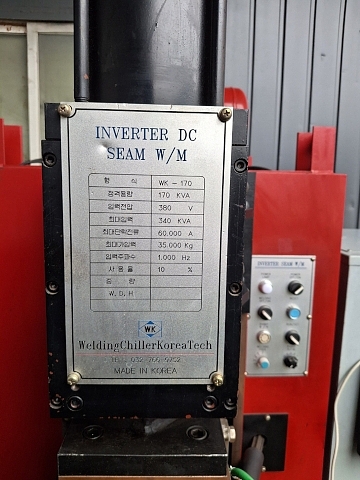 INVERTER DC
SEAM W/M
형 식 WK - 170
정격용량 170 KVA
입력전압 380 V
최대입력 340 KVA
최대단락전류 60.000 A
최대가압력 35.000 Kg
입력주파수 1.000 Hz
사 용 율 10 %
중 량
W. D. H
WK
WeldingChillerKoreaTech
MADE IN KOREA
INVERTER SEAM W/M